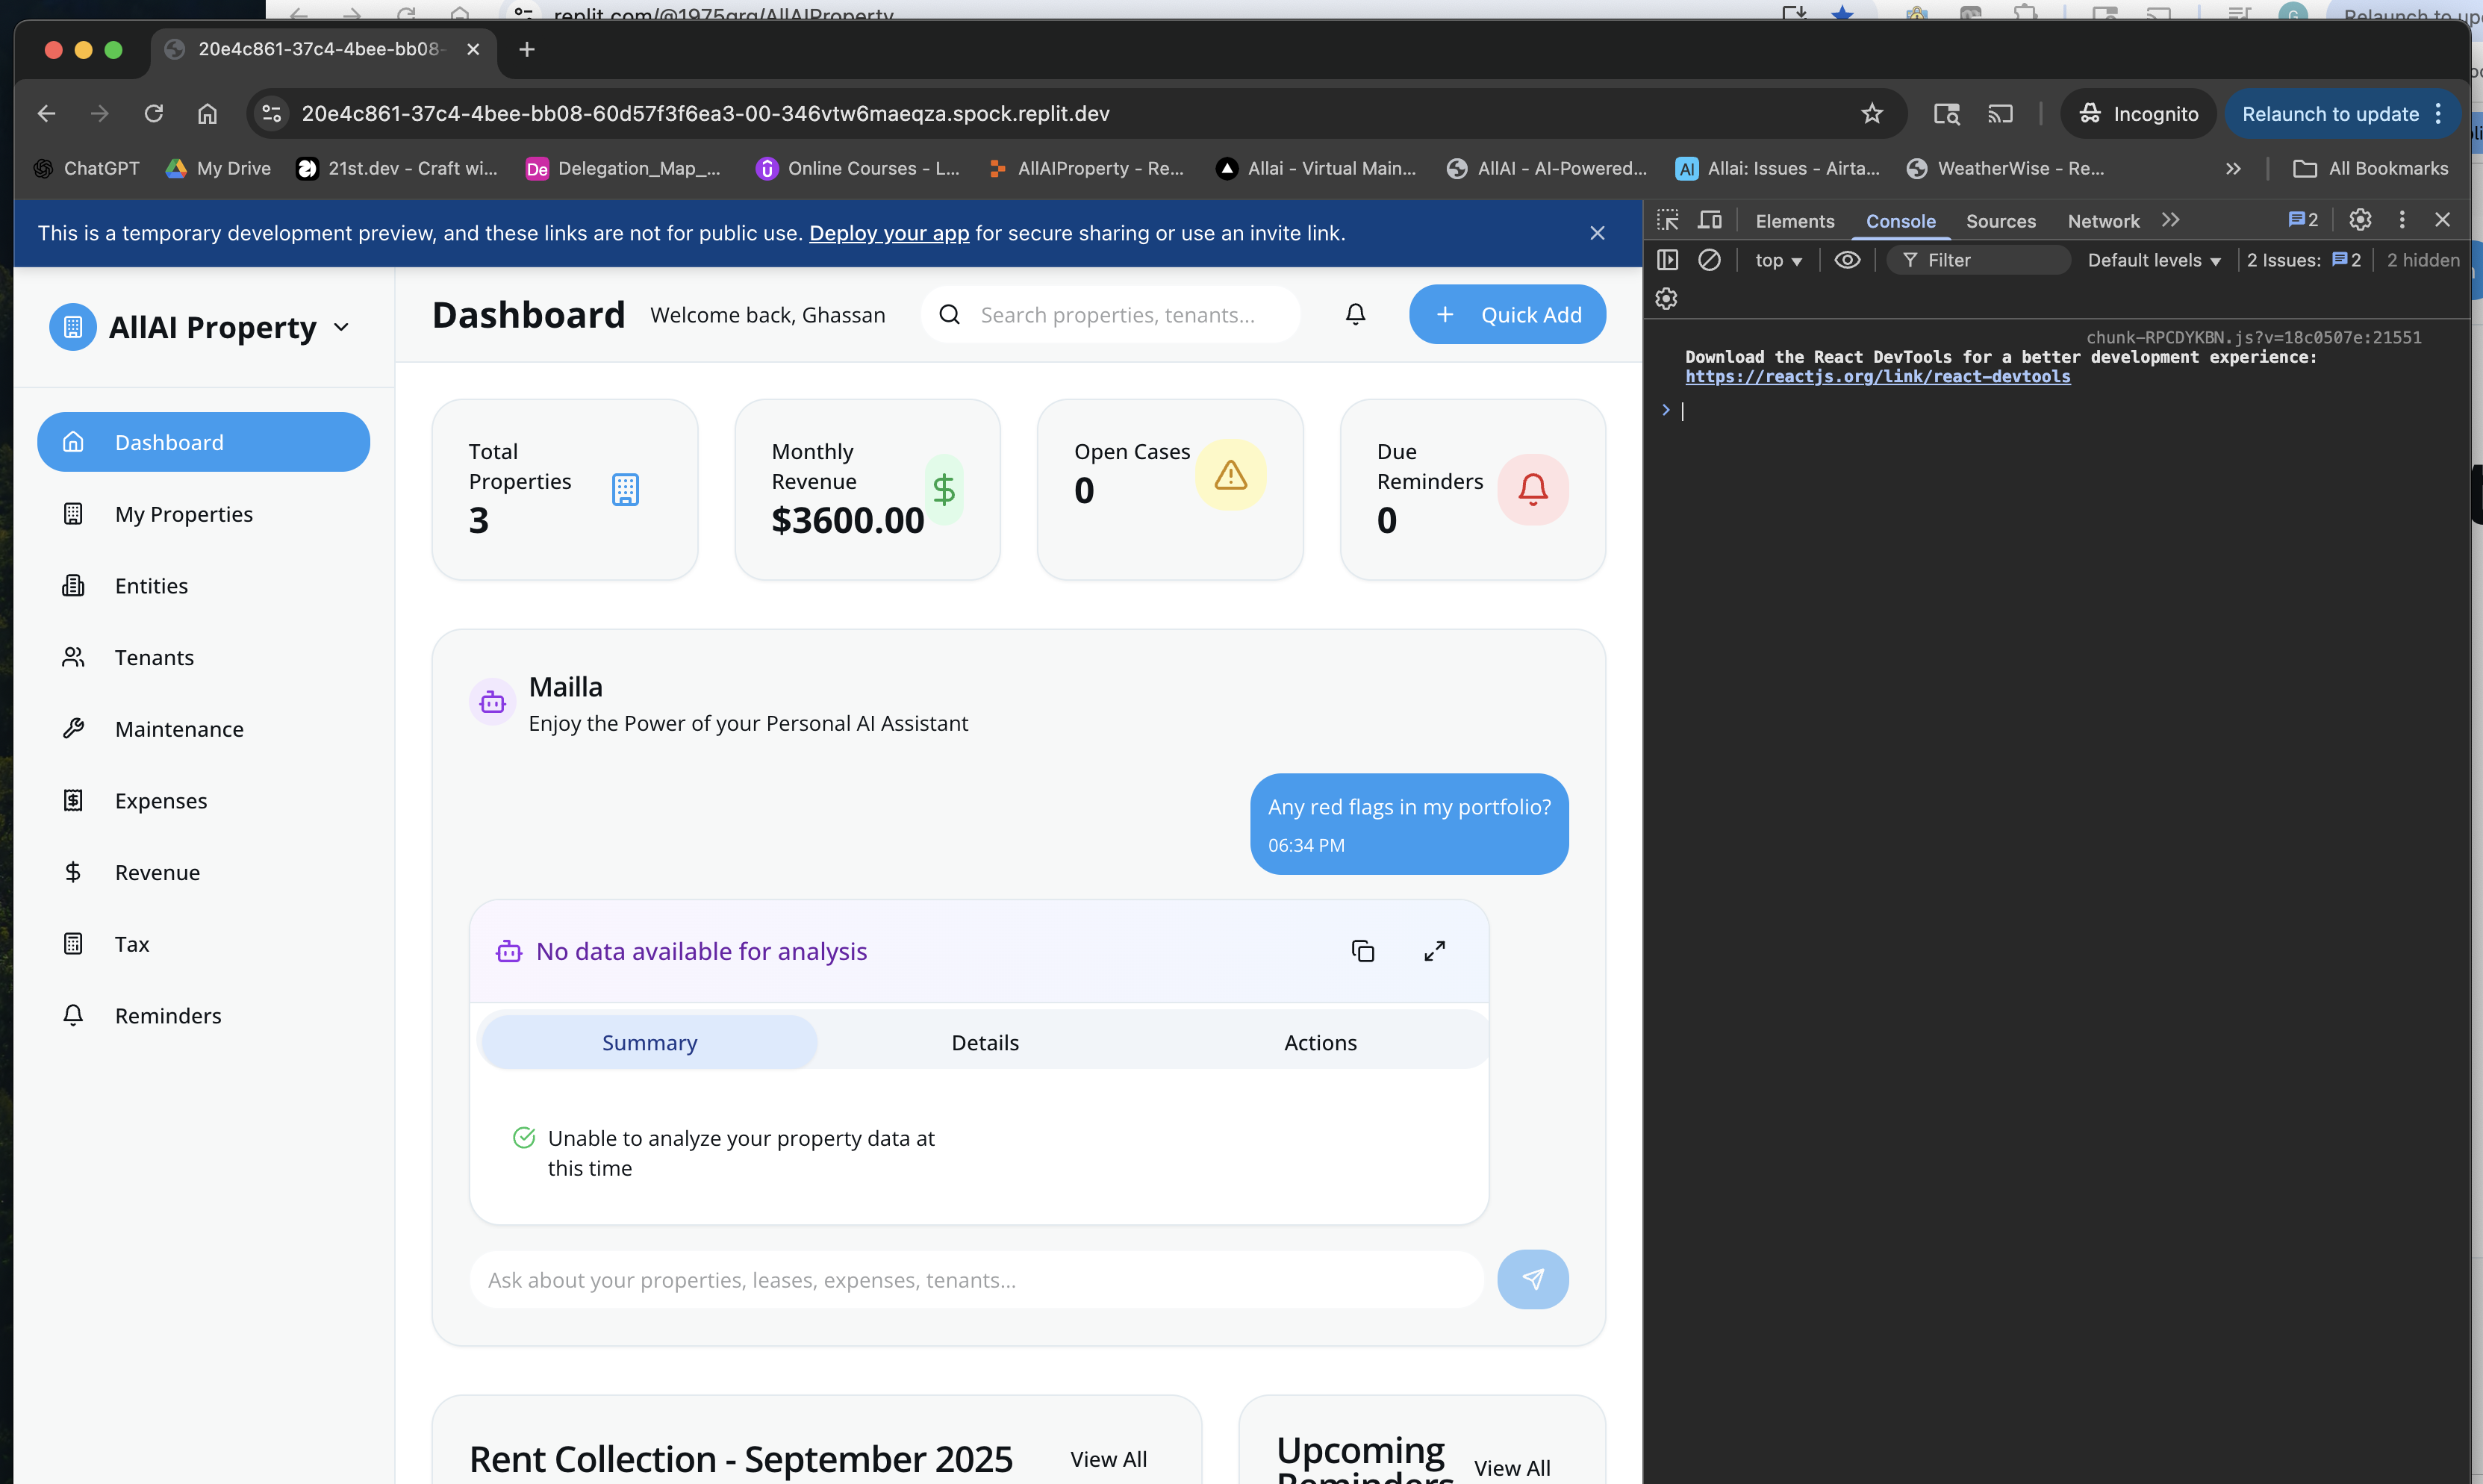 replit.com/@1975grg/AllAIProperty
20e4c861-37c4-4bee-bb08-
20e4c861-37c4-4bee-bb08-60d57f3f6ea3-00-346vtw6maeqza.spock.replit.dev
Incognito
Relaunch to update
ChatGPT
My Drive
21st.dev - Craft wi...
De
Delegation_Map_...
Online Courses - L...
AllAIProperty - Re...
Allai - Virtual Main...
AllAI - AI-Powered...
AI
Allai: Issues - Airta...
WeatherWise - Re...
All Bookmarks
This is a temporary development preview, and these links are not for public use. Deploy your app for secure sharing or use an invite link.
AllAI Property
Dashboard
My Properties
Entities
Tenants
Maintenance
Expenses
Revenue
Tax
Reminders
Dashboard
Welcome back, Ghassan
Search properties, tenants...
+ Quick Add
Total
Properties
3
Monthly
Revenue
$3600.00
Open Cases
0
Due
Reminders
0
Mailla
Enjoy the Power of your Personal AI Assistant
Any red flags in my portfolio?
06:34 PM
No data available for analysis
Summary
Details
Actions
Unable to analyze your property data at
this time
Ask about your properties, leases, expenses, tenants...
Rent Collection - September 2025
View All
Upcoming
Reminders
View All
Elements
Console
Sources
Network
2
top
Filter
Default levels
2 Issues: 2
2 hidden
chunk-RPCDYKBN.js?v=18c0507e:21551
Download the React DevTools for a better development experience:
https://reactjs.org/link/react-devtools